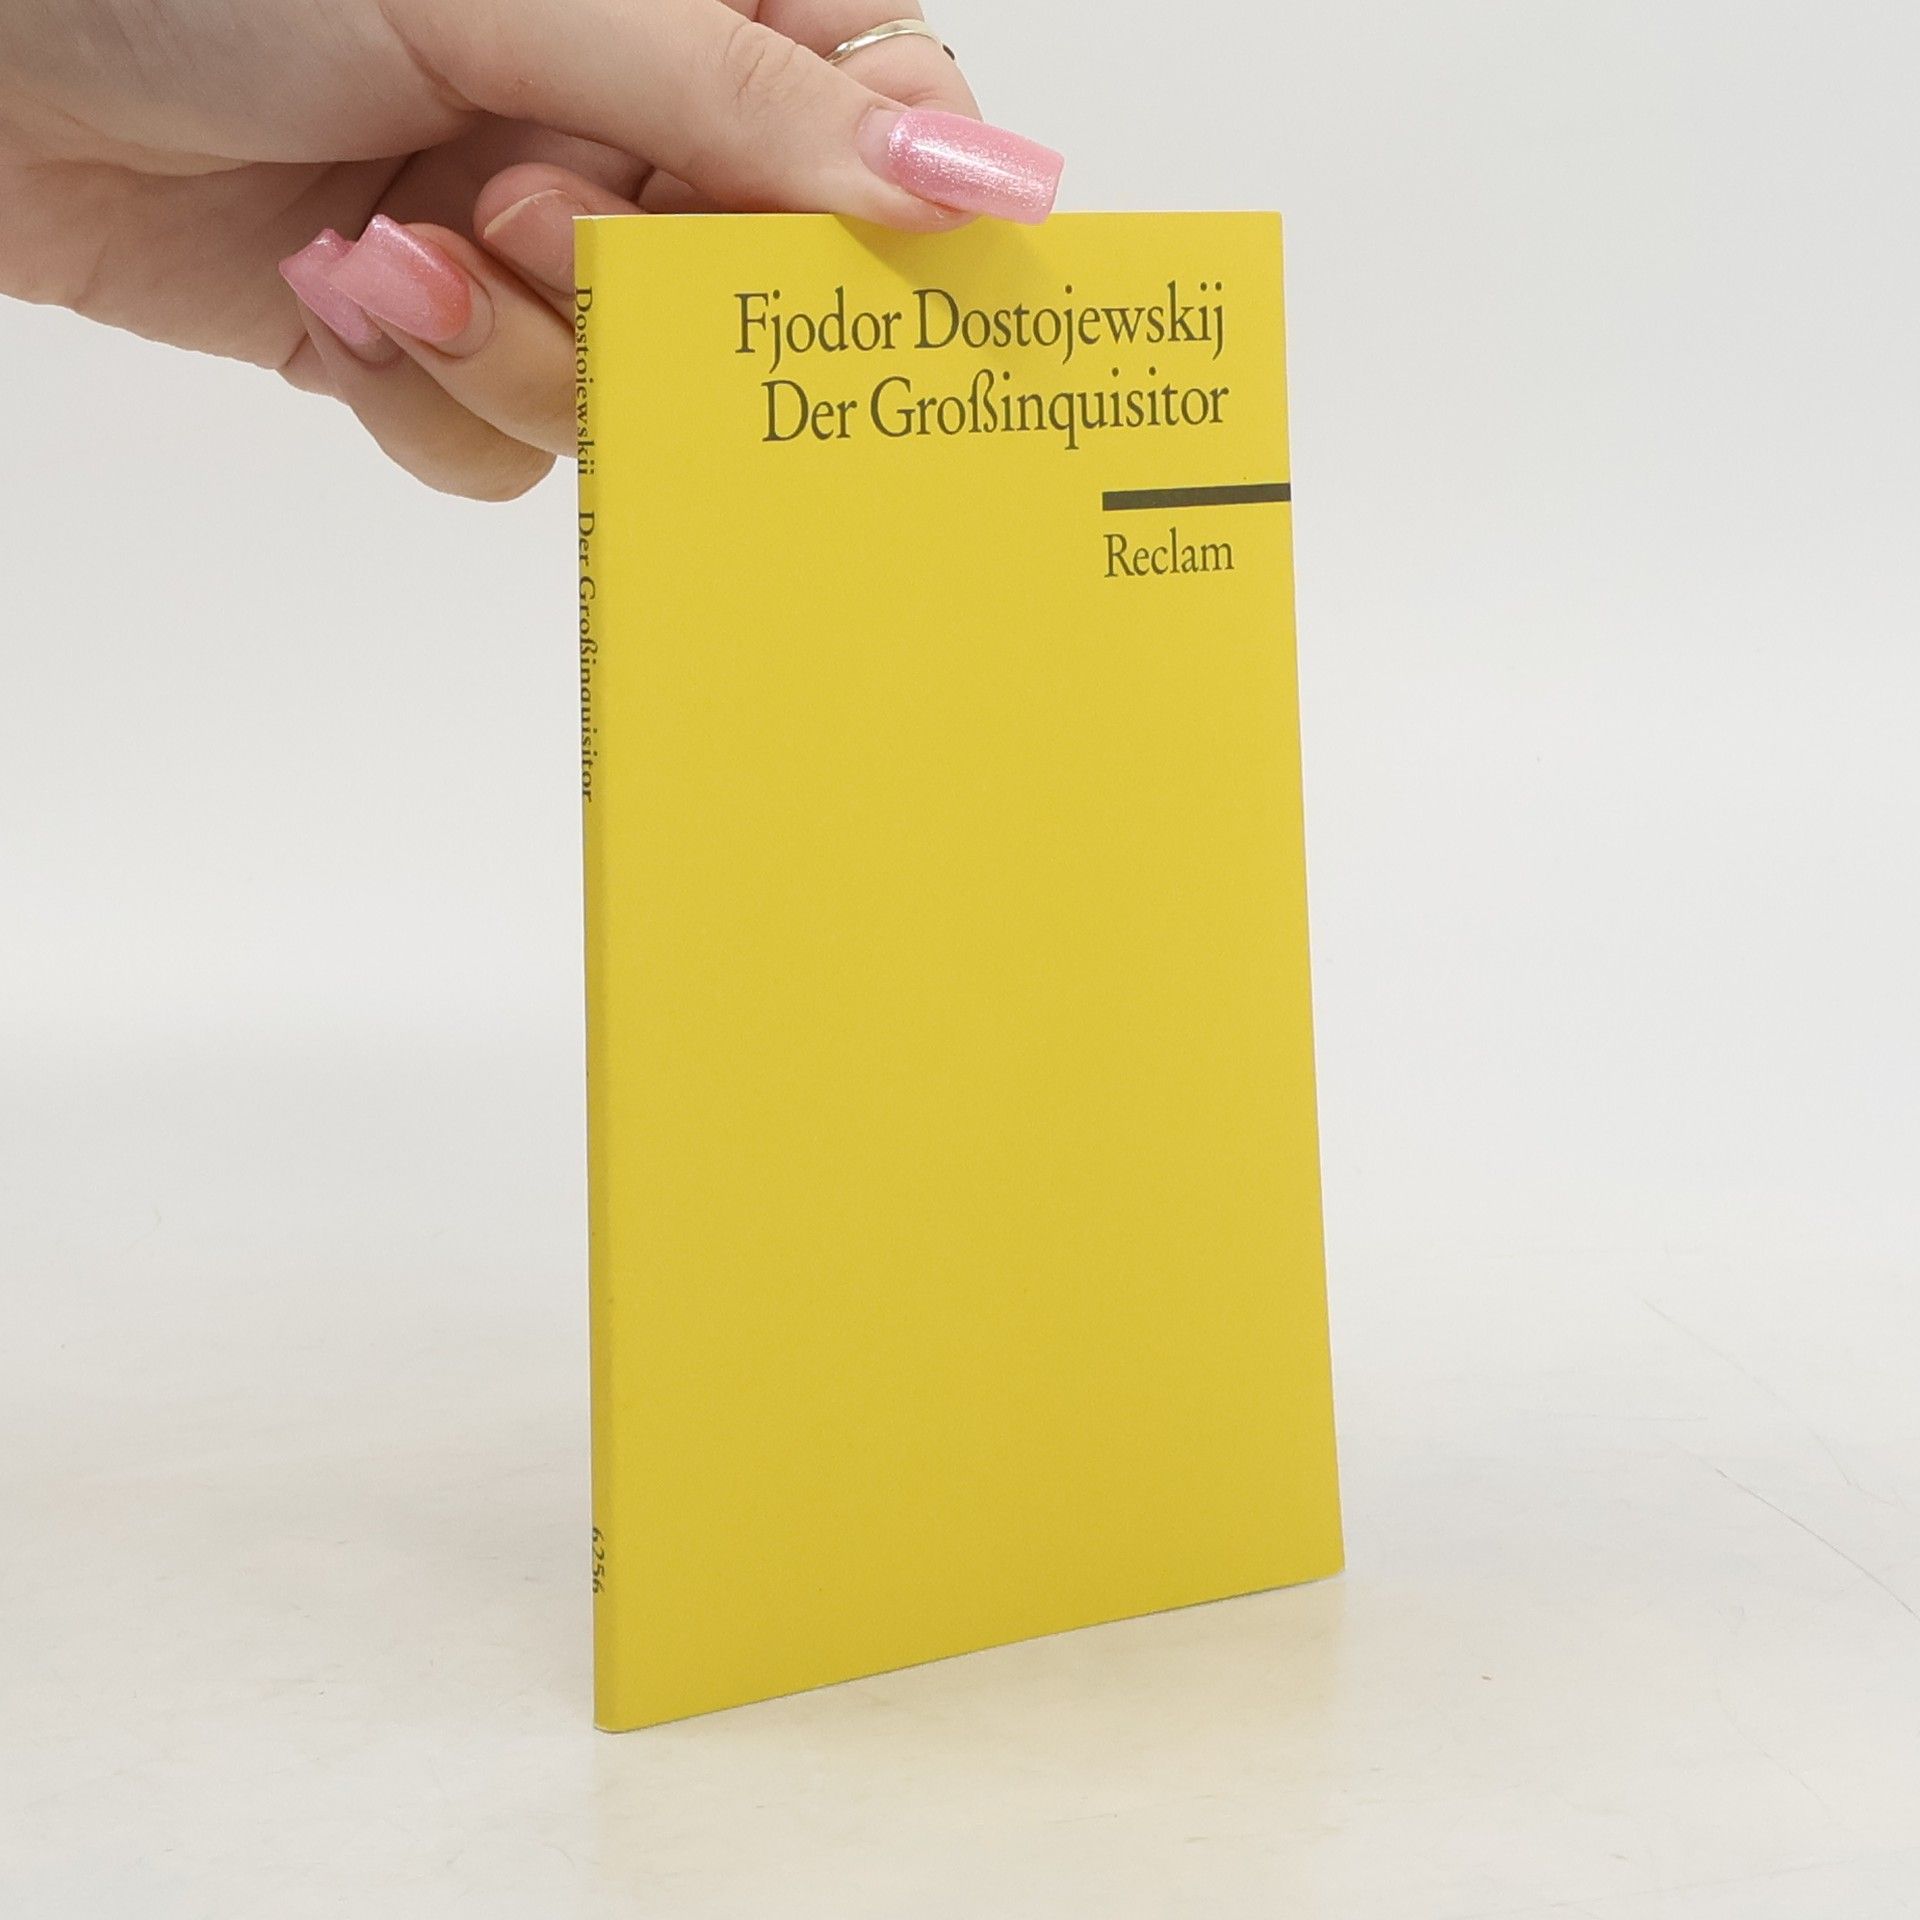 Fjodor Dostojewskij
Der Großinquisitor
Reclam
Dostojewskij Der Großinquisitor
6256